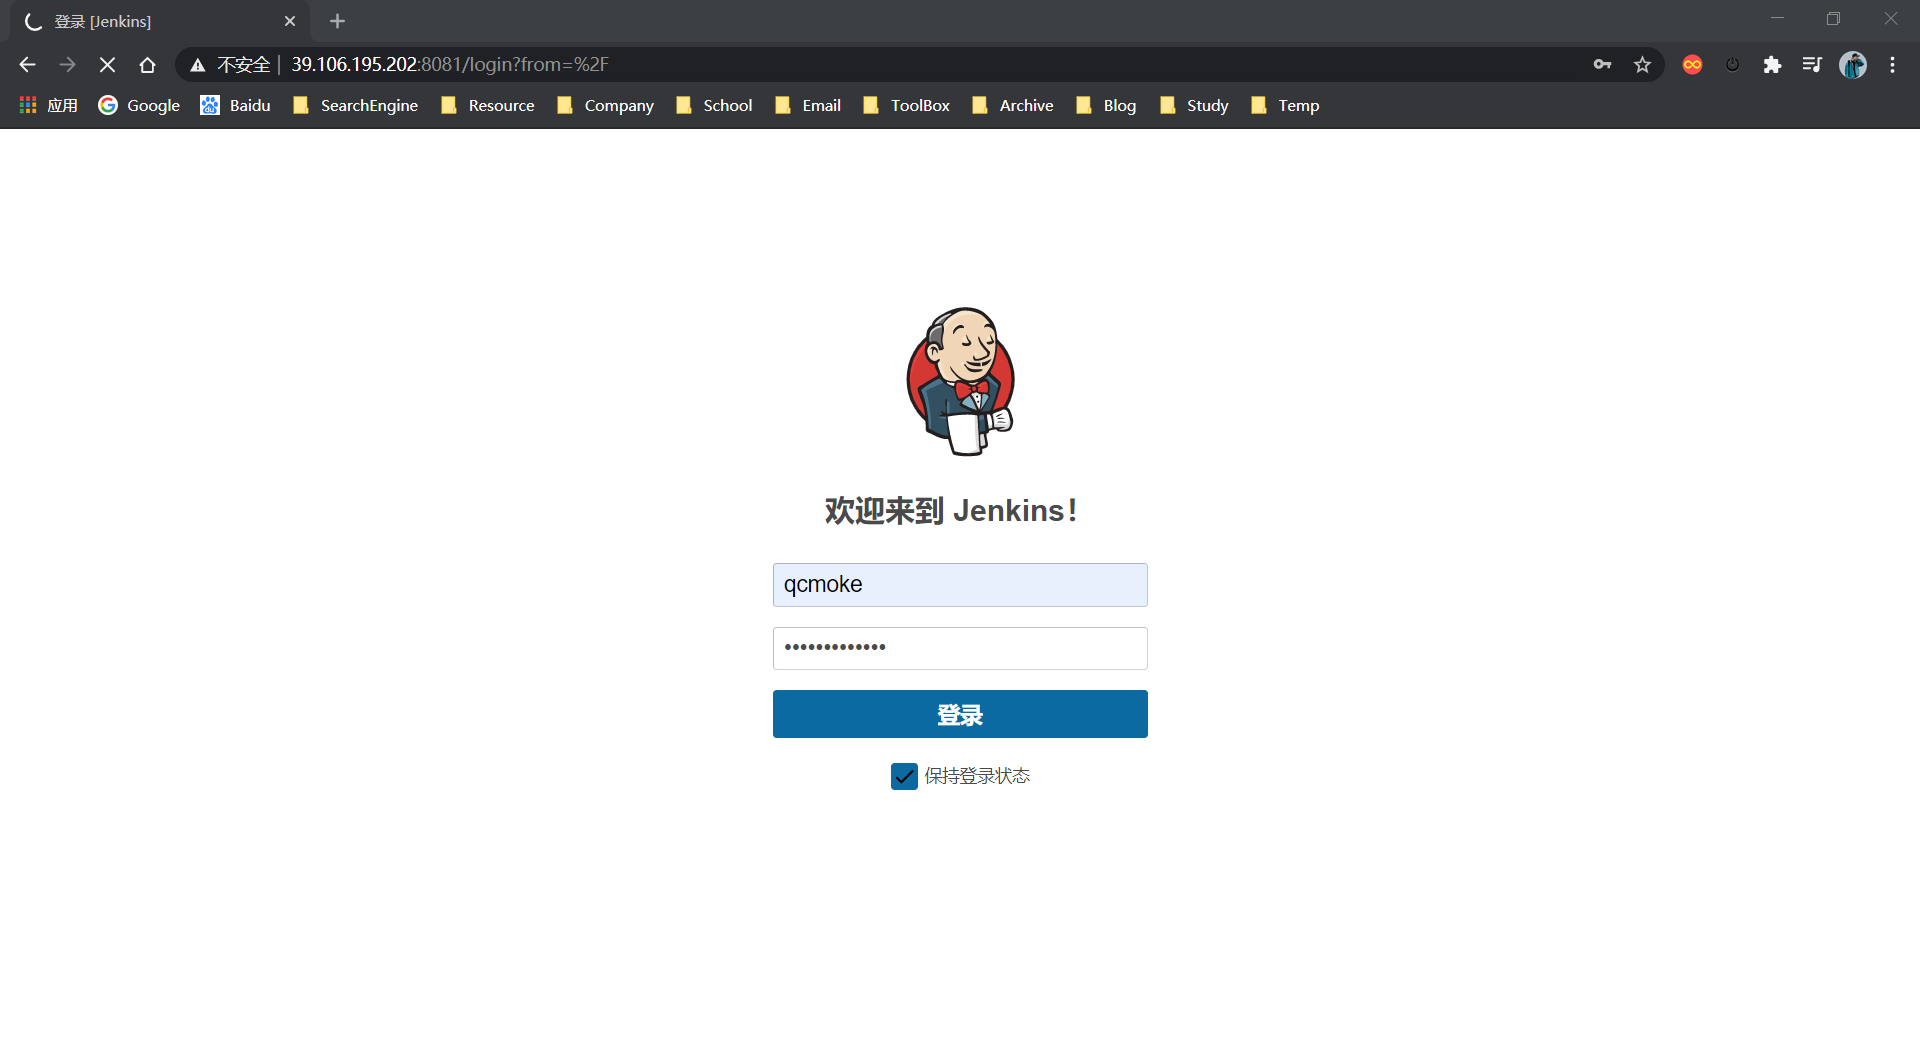 登录 [Jenkins]
不安全 | 39.106.195.202:8081/login?from=%2F
应用 Google Baidu SearchEngine Resource Company School Email ToolBox Archive Blog Study Temp
欢迎来到 Jenkins！
qcmoke
•••••••••••••
登录
保持登录状态